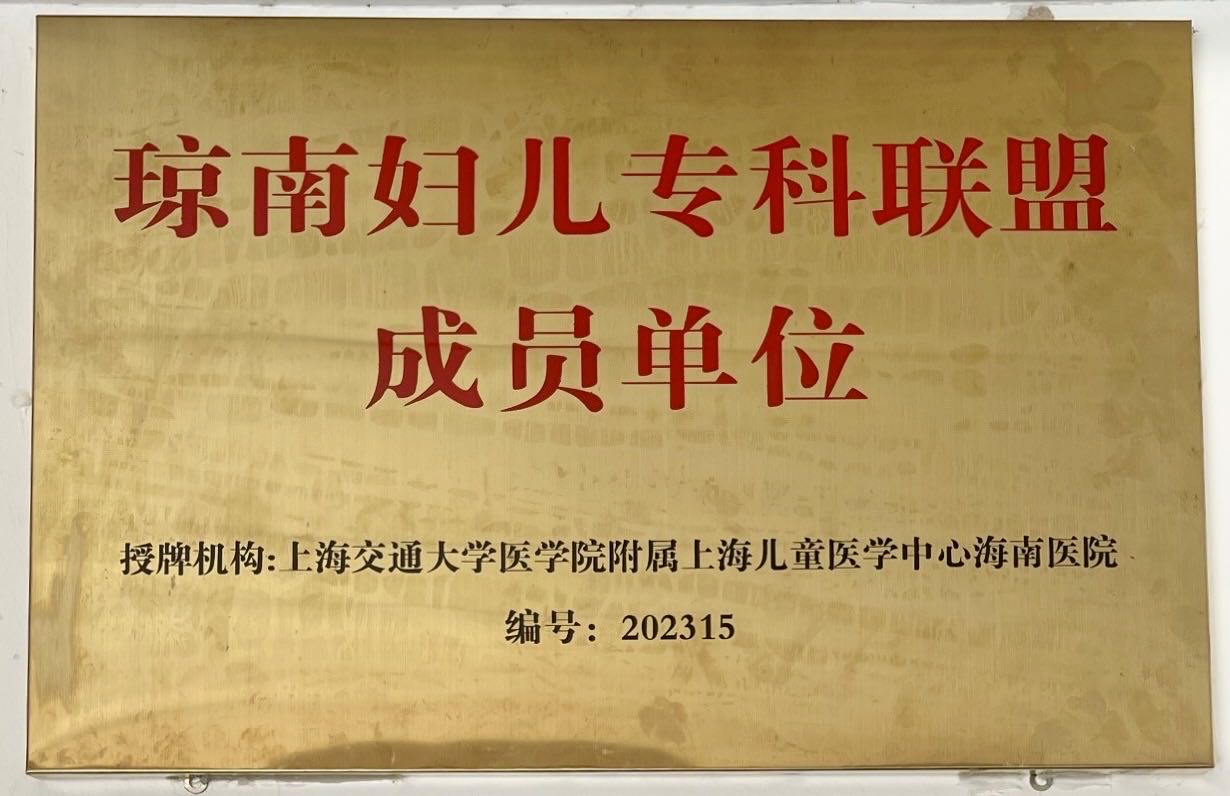 琼南妇儿专科联盟
成员单位
授牌机构:上海交通大学医学院附属上海儿童医学中心海南医院
编号：202315